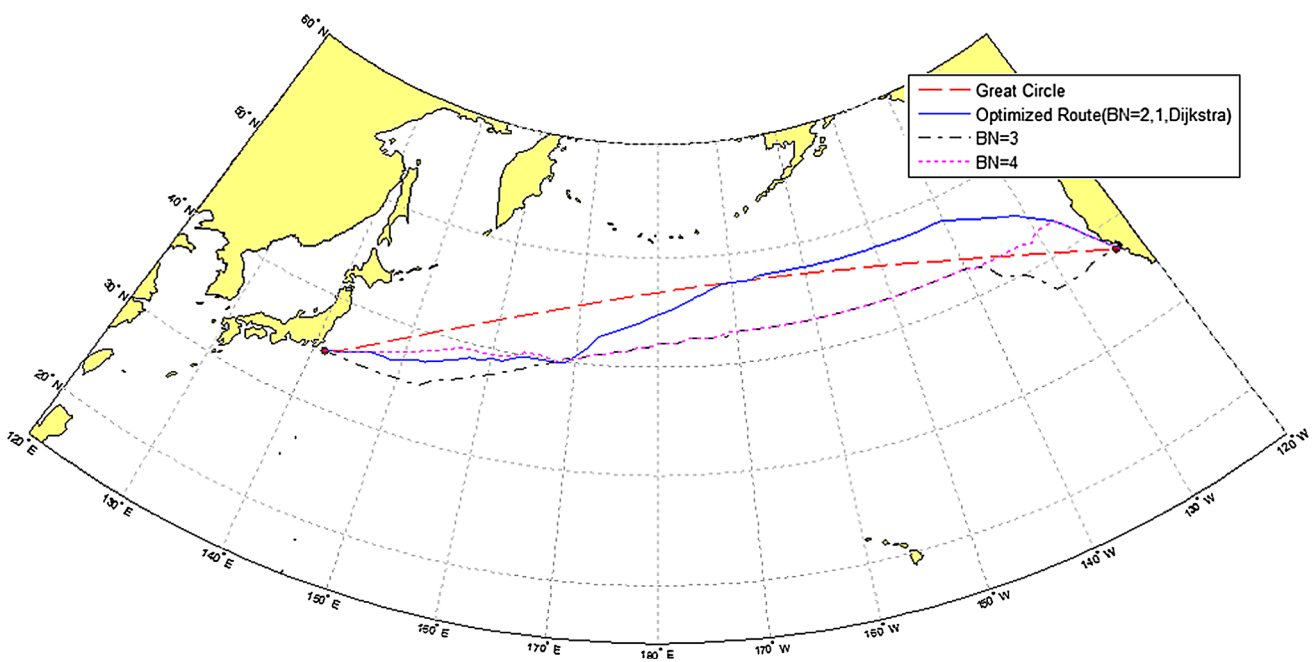 60° N
50° N
40° N
30° N
20° N
120° E
130° E
140° E
150° E
160° E
170° E
180° E
170° W
160° W
150° W
140° W
130° W
120° W
Great Circle
Optimized Route(BN=2,1,Dijkstra)
BN=3
BN=4